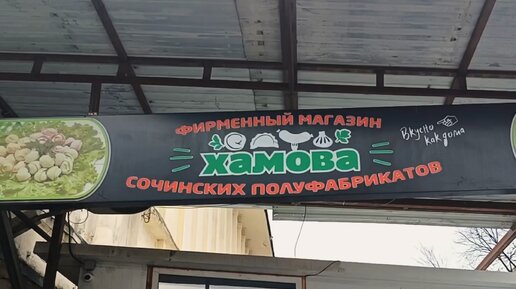 ФИРМЕННЫЙ МАГАЗИН
хамова
СОЧИНСКИХ ПОЛУФАБРИКАТОВ
Вкусно
как дома